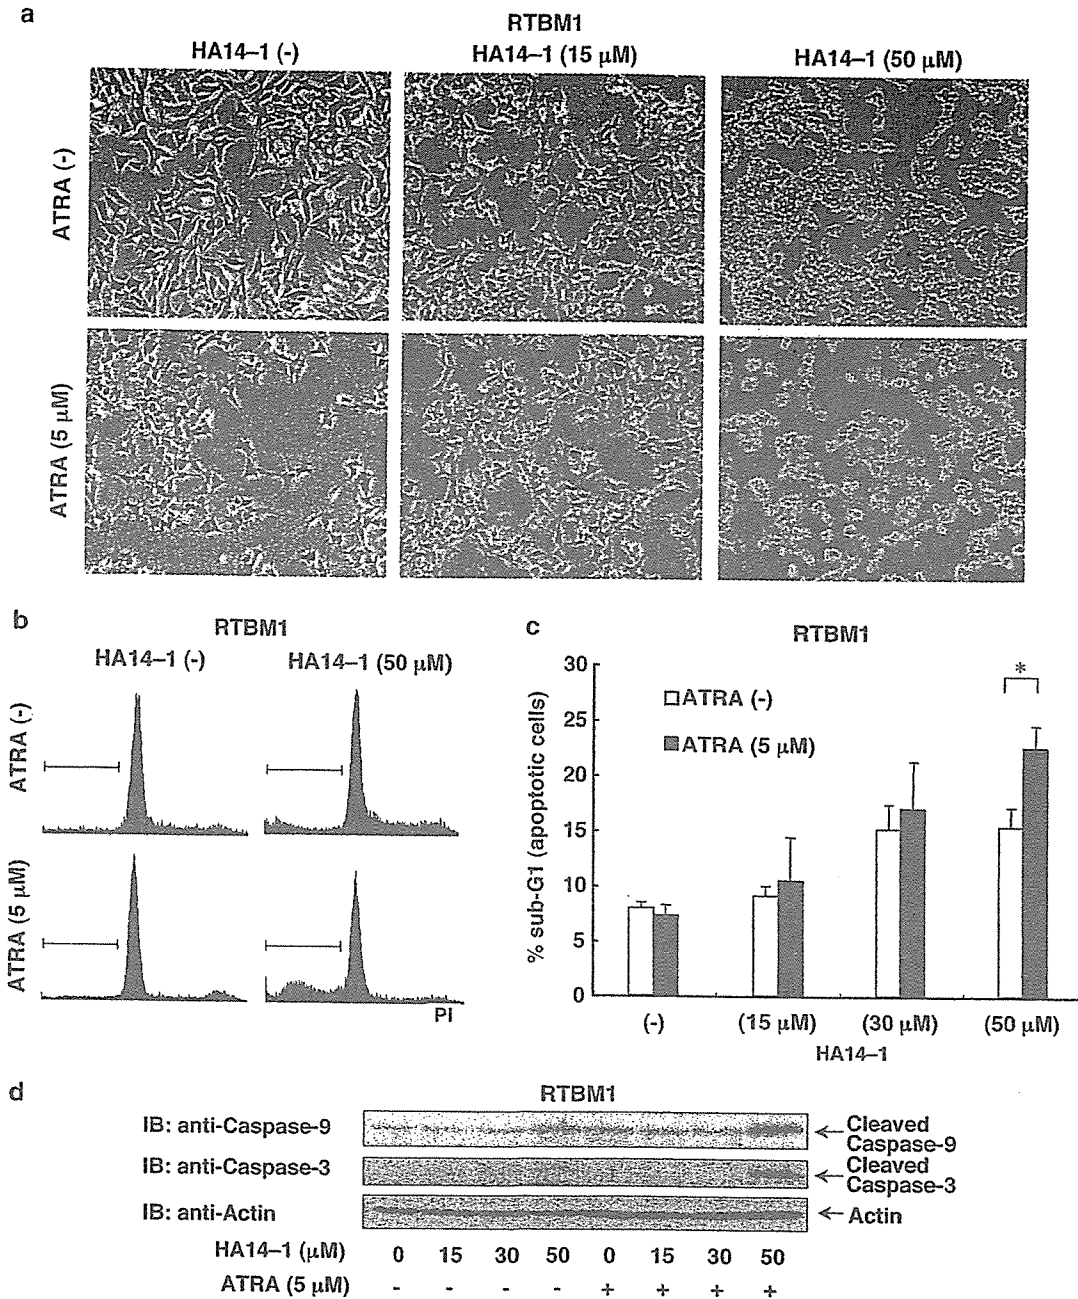 a
RTBM1
HA14–1 (-)
HA14–1 (15 µM)
HA14–1 (50 µM)
ATRA (-)
ATRA (5 µM)
b
RTBM1
HA14–1 (-)
HA14–1 (50 µM)
ATRA (-)
ATRA (5 µM)
PI
c
RTBM1
% sub-G1 (apoptotic cells)
30
25
20
15
10
5
0
ATRA (-)
ATRA (5 µM)
*
(-)
(15 µM)
(30 µM)
(50 µM)
HA14–1
d
RTBM1
IB: anti-Caspase-9
Cleaved
Caspase-9
IB: anti-Caspase-3
Cleaved
Caspase-3
IB: anti-Actin
Actin
HA14–1 (µM) 0 15 30 50 0 15 30 50
ATRA (5 µM) - - - - + + + +